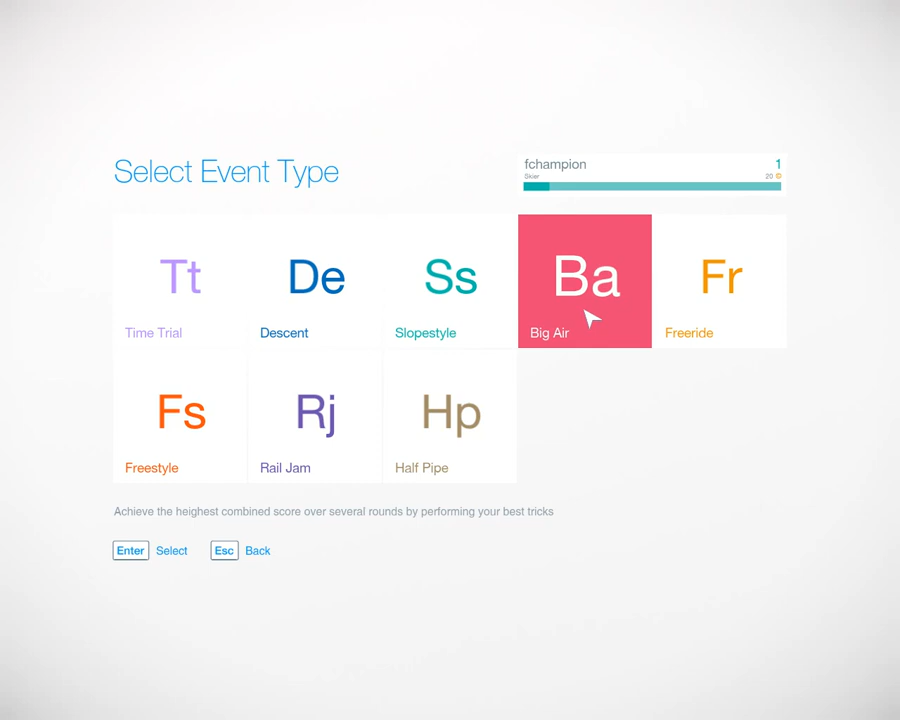 Select Event Type
fchampion 1
Skier 20
Tt De Ss Ba Fr
Time Trial Descent Slopestyle Big Air Freeride
Fs Rj Hp
Freestyle Rail Jam Half Pipe
Achieve the heighest combined score over several rounds by performing your best tricks
Enter Select Esc Back